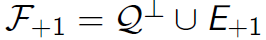 𝓕₊₁ = 𝓠^⊥ ∪ E₊₁